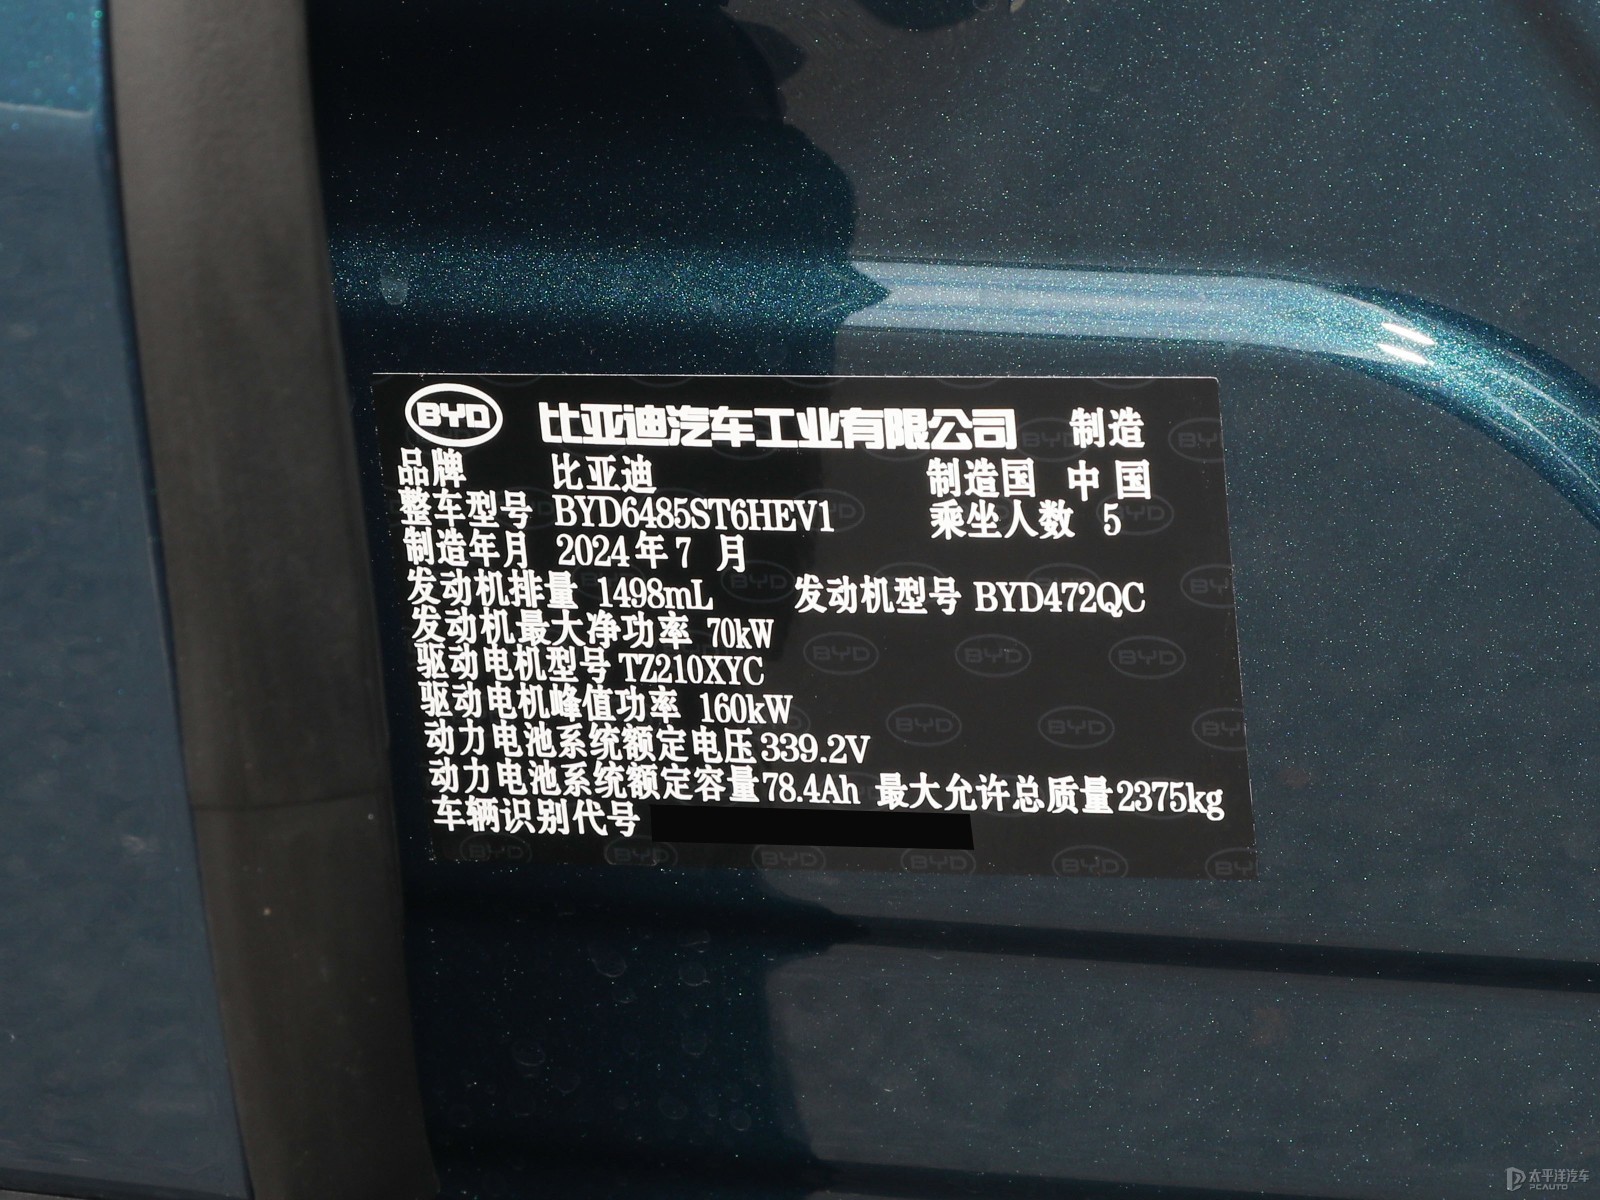 BYD 比亚迪汽车工业有限公司 制造
品牌 比亚迪 制造国 中国
整车型号 BYD6485ST6HEV1 乘坐人数 5
制造年月 2024年7 月
发动机排量 1498mL 发动机型号 BYD472QC
发动机最大净功率 70kW
驱动电机型号 TZ210XYC
驱动电机峰值功率 160kW
动力电池系统额定电压 339.2V
动力电池系统额定容量 78.4Ah 最大允许总质量 2375kg
车辆识别代号
太平洋汽车
PCAUTO